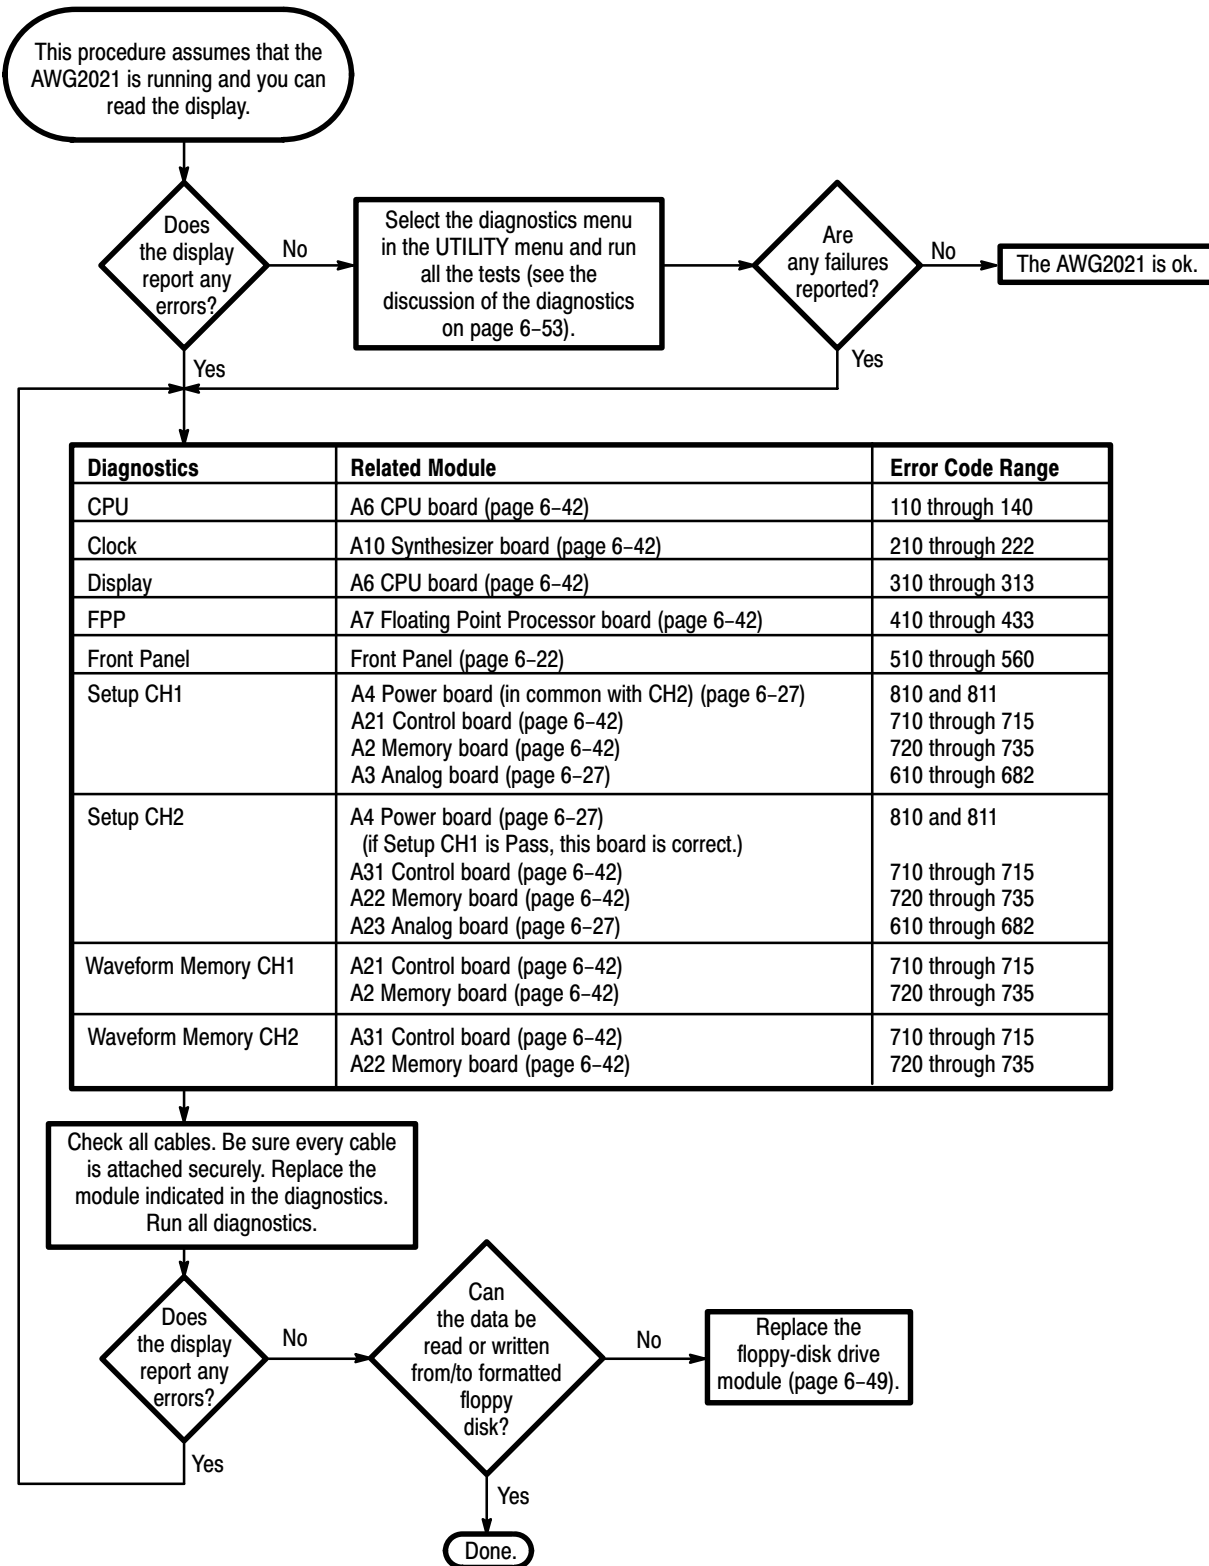 This procedure assumes that the
AWG2021 is running and you can
read the display.
Does
the display
report any
errors?
No
Select the diagnostics menu
in the UTILITY menu and run
all the tests (see the
discussion of the diagnostics
on page 6–53).
Are
any failures
reported?
No
The AWG2021 is ok.
Yes
Yes
Diagnostics Related Module Error Code Range
CPU A6 CPU board (page 6–42) 110 through 140
Clock A10 Synthesizer board (page 6–42) 210 through 222
Display A6 CPU board (page 6–42) 310 through 313
FPP A7 Floating Point Processor board (page 6–42) 410 through 433
Front Panel Front Panel (page 6–22) 510 through 560
Setup CH1 A4 Power board (in common with CH2) (page 6–27) 810 and 811
A21 Control board (page 6–42) 710 through 715
A2 Memory board (page 6–42) 720 through 735
A3 Analog board (page 6–27) 610 through 682
Setup CH2 A4 Power board (page 6–27) 810 and 811
(if Setup CH1 is Pass, this board is correct.)
A31 Control board (page 6–42) 710 through 715
A22 Memory board (page 6–42) 720 through 735
A23 Analog board (page 6–27) 610 through 682
Waveform Memory CH1 A21 Control board (page 6–42) 710 through 715
A2 Memory board (page 6–42) 720 through 735
Waveform Memory CH2 A31 Control board (page 6–42) 710 through 715
A22 Memory board (page 6–42) 720 through 735
Check all cables. Be sure every cable
is attached securely. Replace the
module indicated in the diagnostics.
Run all diagnostics.
Does
the display
report any
errors?
No
Can
the data be
read or written
from/to formatted
floppy
disk?
No
Replace the
floppy-disk drive
module (page 6–49).
Yes
Yes
Done.